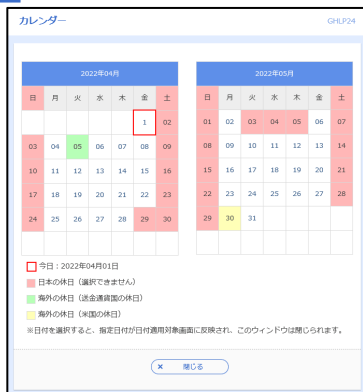 カレンダー GHLP24
2022年04月
日 月 火 水 木 金 土
1 02
03 04 05 06 07 08 09
10 11 12 13 14 15 16
17 18 19 20 21 22 23
24 25 26 27 28 29 30
2022年05月
日 月 火 水 木 金 土
01 02 03 04 05 06 07
08 09 10 11 12 13 14
15 16 17 18 19 20 21
22 23 24 25 26 27 28
29 30 31
今日：2022年04月01日
日本の休日（選択できません）
海外の休日（送金通貨国の休日）
海外の休日（米国の休日）
※日付を選択すると、指定日付が日付適用対象画面に反映され、このウィンドウは閉じられます。
× 閉じる